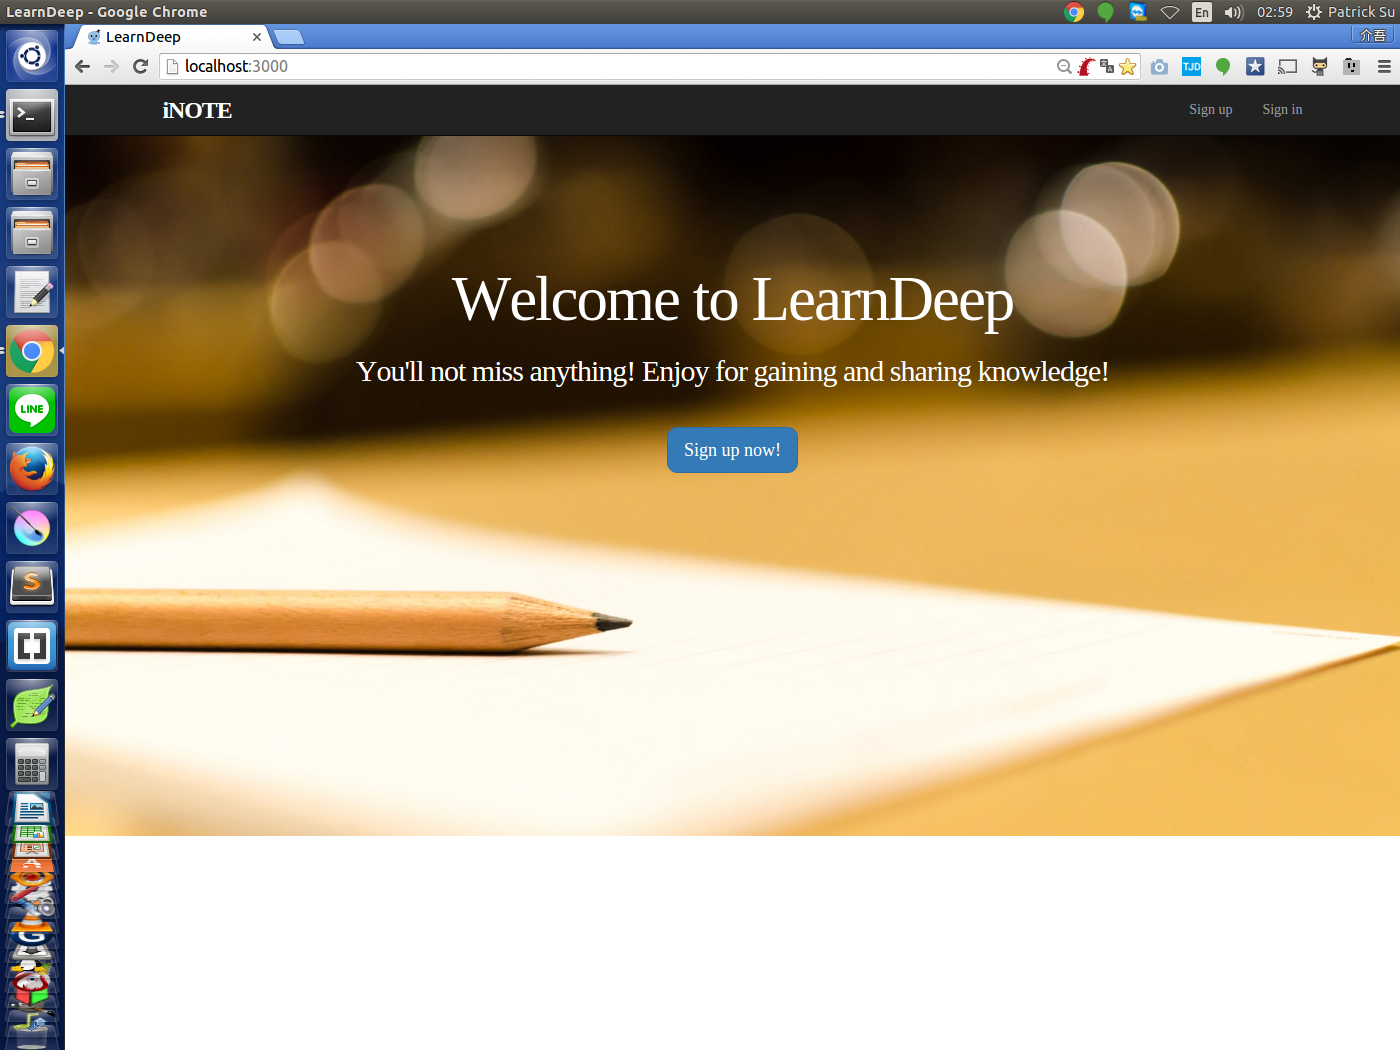 LearnDeep - Google Chrome
En
02:59
Patrick Su
LearnDeep
介吾
localhost:3000
TJD
iNOTE
Sign up
Sign in
Welcome to LearnDeep
You'll not miss anything! Enjoy for gaining and sharing knowledge!
Sign up now!
LINE
S